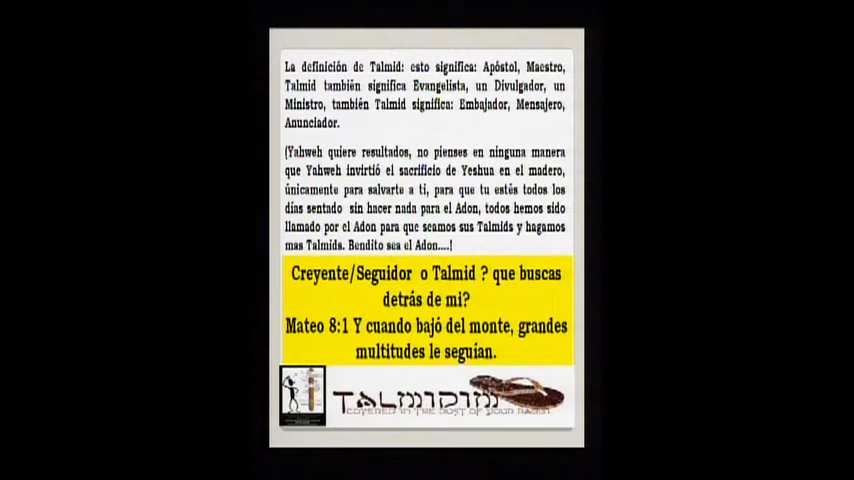 La definición de Talmid: esto significa: Apóstol, Maestro,
Talmid también significa Evangelista, un Divulgador, un
Ministro, también Talmid significa: Embajador, Mensajero,
Anunciador.
(Yahweh quiere resultados, no pienses en ninguna manera
que Yahweh invirtió el sacrificio de Yeshua en el madero,
únicamente para salvarte a ti, para que tu estés todos los
días sentado sin hacer nada para el Adon, todos hemos sido
llamado por el Adon para que seamos sus Talmids y hagamos
mas Talmids. Bendito sea el Adon....!
Creyente/Seguidor o Talmid ? que buscas
detrás de mi?
Mateo 8:1 Y cuando bajó del monte, grandes
multitudes le seguían.
TALMIDIM
COVERED IN THE DUST OF YOUR RABBI